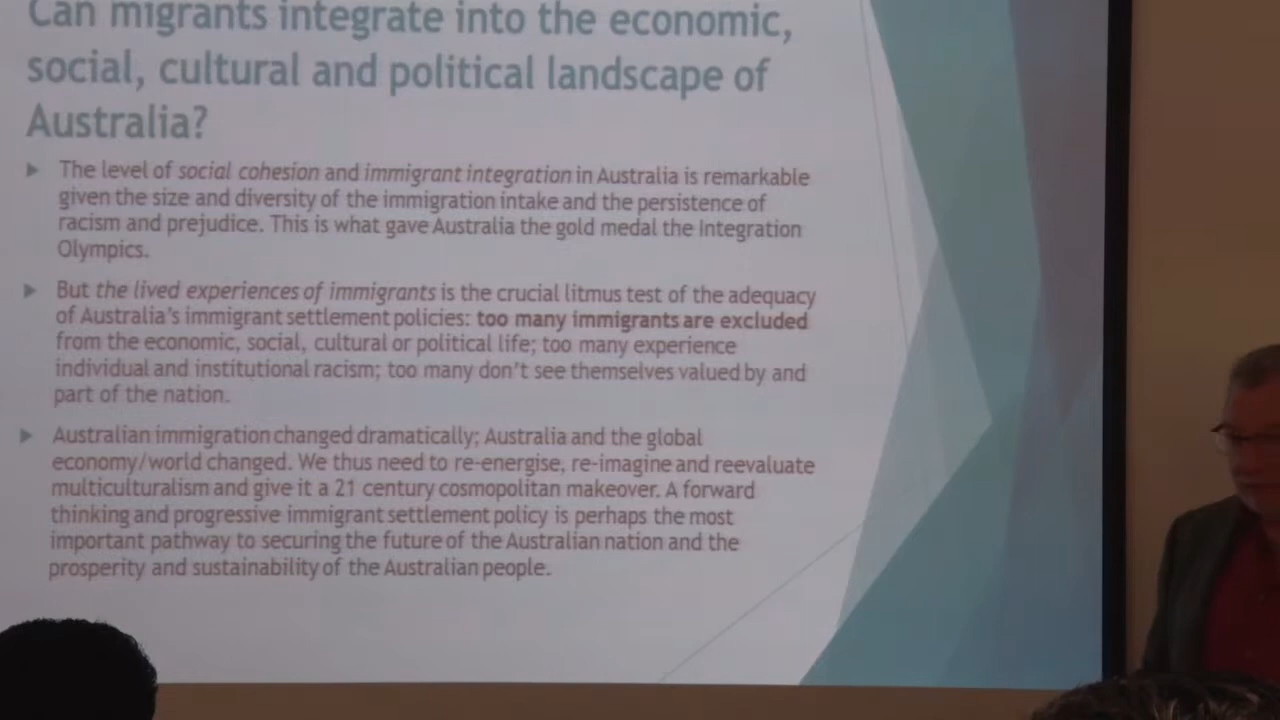 Can migrants integrate into the economic,
social, cultural and political landscape of
Australia?
The level of social cohesion and immigrant integration in Australia is remarkable
given the size and diversity of the immigration intake and the persistence of
racism and prejudice. This is what gave Australia the gold medal the Integration
Olympics.
But the lived experiences of immigrants is the crucial litmus test of the adequacy
of Australia's immigrant settlement policies: too many immigrants are excluded
from the economic, social, cultural or political life; too many experience
individual and institutional racism; too many don't see themselves valued by and
part of the nation.
Australian immigration changed dramatically; Australia and the global
economy/world changed. We thus need to re-energise, re-imagine and reevaluate
multiculturalism and give it a 21 century cosmopolitan makeover. A forward
thinking and progressive immigrant settlement policy is perhaps the most
important pathway to securing the future of the Australian nation and the
prosperity and sustainability of the Australian people.